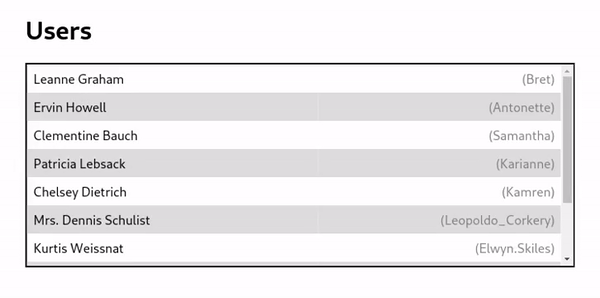 Users
Leanne Graham (Bret)
Ervin Howell (Antonette)
Clementine Bauch (Samantha)
Patricia Lebsack (Karianne)
Chelsey Dietrich (Kamren)
Mrs. Dennis Schulist (Leopoldo_Corkery)
Kurtis Weissnat (Elwyn.Skiles)